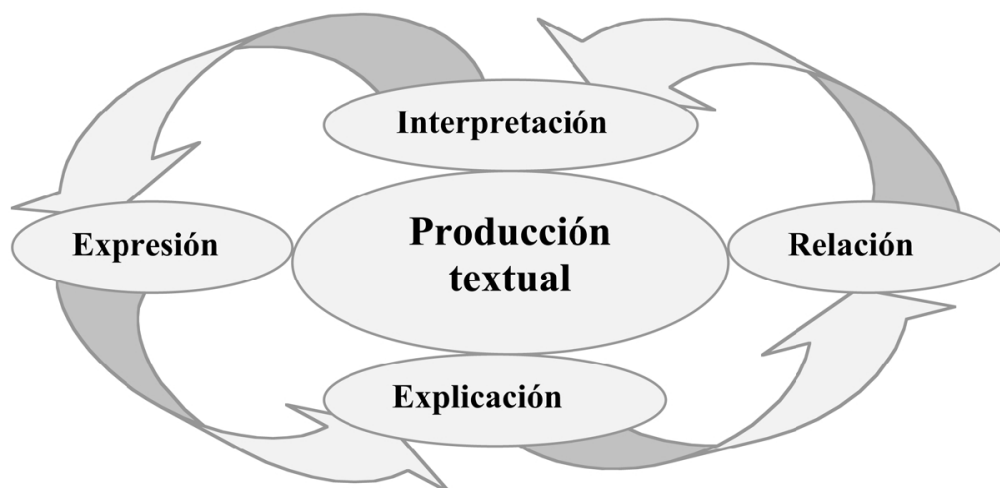 Interpretación
Expresión
Producción
textual
Relación
Explicación